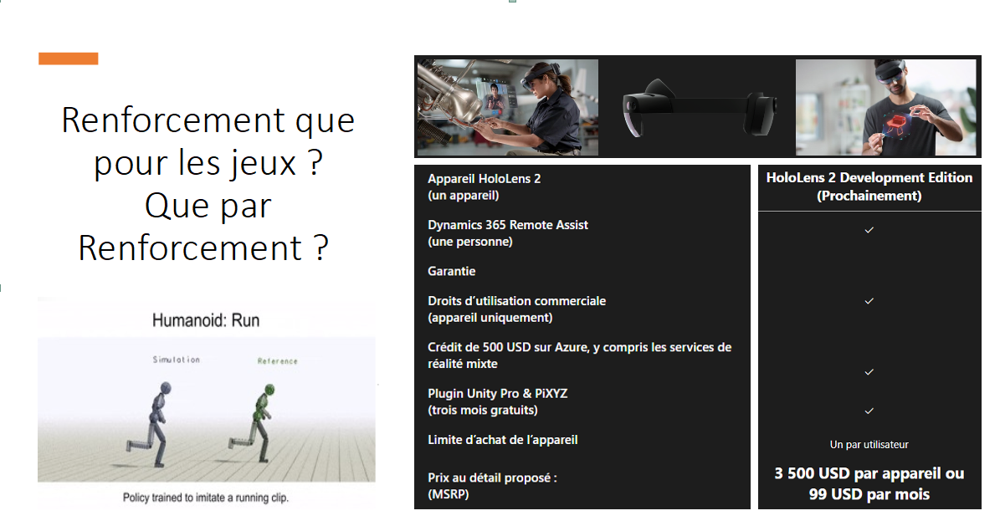 Renforcement que
pour les jeux ?
Que par
Renforcement ?
Humanoid: Run
Simulation
Reference
Policy trained to imitate a running clip.
Appareil HoloLens 2
(un appareil)
Dynamics 365 Remote Assist
(une personne)
Garantie
Droits d’utilisation commerciale
(appareil uniquement)
Crédit de 500 USD sur Azure, y compris les services de
réalité mixte
Plugin Unity Pro & PiXYZ
(trois mois gratuits)
Limite d’achat de l’appareil
Prix au détail proposé :
(MSRP)
HoloLens 2 Development Edition
(Prochainement)
Un par utilisateur
3 500 USD par appareil ou
99 USD par mois